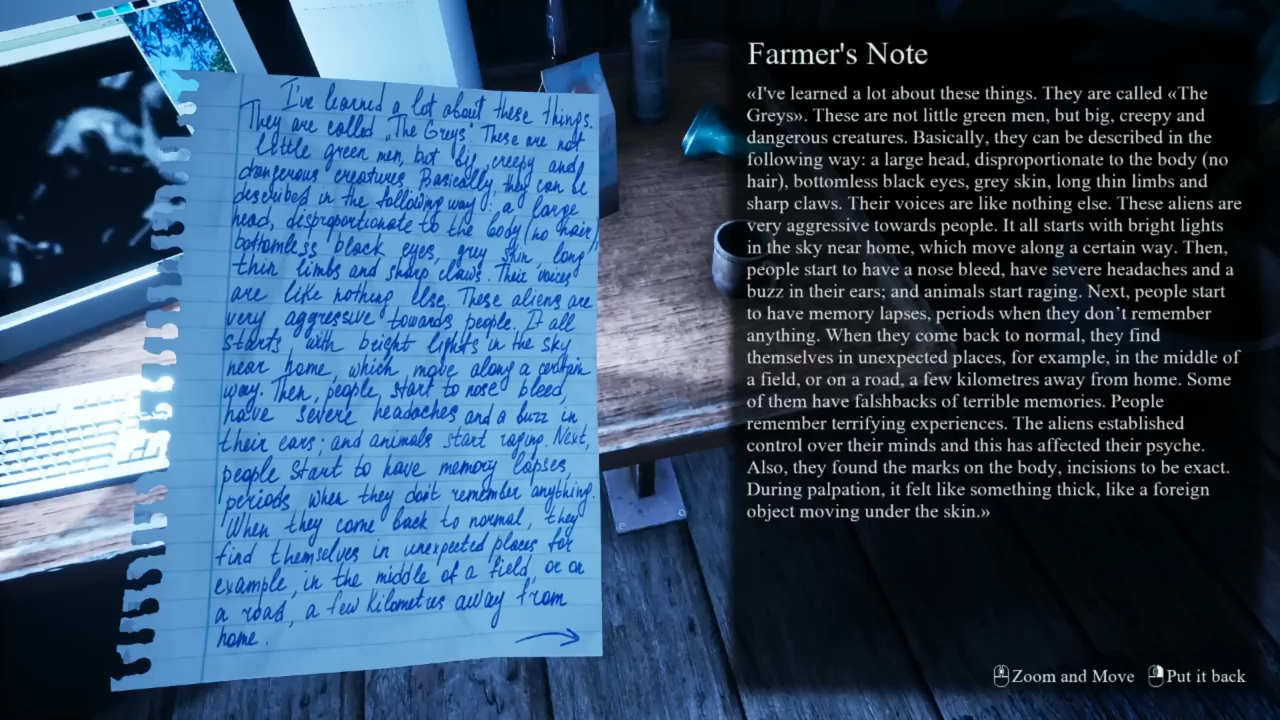 I've learned a lot about these things.
They are called „The Greys". These are not
little green men, but big, creepy and
dangerous creatures. Basically, they can be
described in the following way: a large
head, disproportionate to the body (no hair),
bottomless black eyes, grey skin, long
thin limbs and sharp claws. Their voices
are like nothing else. These aliens are
very aggressive towards people. It all
starts with bright lights in the sky
near home, which move along a certain
way. Then, people start to nose bleed,
have severe headaches and a buzz in
their ears; and animals start raging. Next,
people start to have memory lapses,
periods when they don't remember anything.
When they come back to normal, they
find themselves in unexpected places for
example, in the middle of a field, or on
a road, a few kilometres away from
home.
Farmer's Note
«I've learned a lot about these things. They are called «The
Greys». These are not little green men, but big, creepy and
dangerous creatures. Basically, they can be described in the
following way: a large head, disproportionate to the body (no
hair), bottomless black eyes, grey skin, long thin limbs and
sharp claws. Their voices are like nothing else. These aliens are
very aggressive towards people. It all starts with bright lights
in the sky near home, which move along a certain way. Then,
people start to have a nose bleed, have severe headaches and a
buzz in their ears; and animals start raging. Next, people start
to have memory lapses, periods when they don't remember
anything. When they come back to normal, they find
themselves in unexpected places, for example, in the middle of
a field, or on a road, a few kilometres away from home. Some
of them have falshbacks of terrible memories. People
remember terrifying experiences. The aliens established
control over their minds and this has affected their psyche.
Also, they found the marks on the body, incisions to be exact.
During palpation, it felt like something thick, like a foreign
object moving under the skin.»
Zoom and Move Put it back